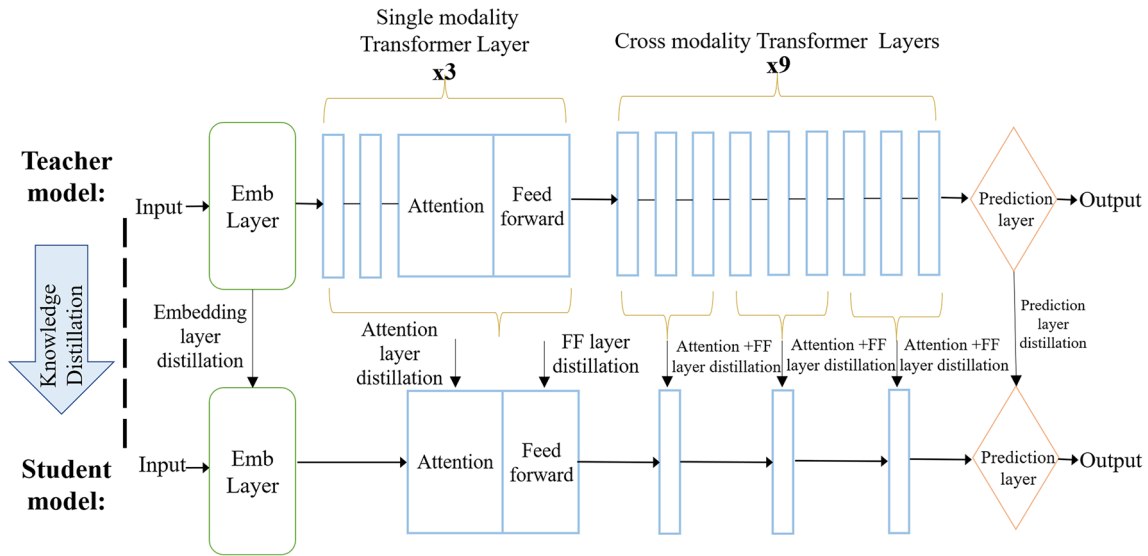 Single modality
Transformer Layer
x3
Cross modality Transformer Layers
x9
Teacher
model:
Input
Emb
Layer
Attention
Feed
forward
Prediction
layer
Output
Knowledge
Distillation
Embedding
layer
distillation
Attention
layer
distillation
FF layer
distillation
Attention +FF
layer distillation
Attention +FF
layer distillation
Attention +FF
layer distillation
Prediction
layer
distillation
Student
model:
Input
Emb
Layer
Attention
Feed
forward
Prediction
layer
Output